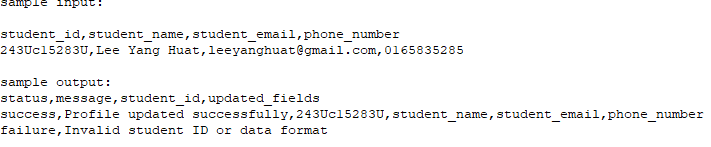 sample input:
student_id,student_name,student_email,phone_number
243Uc15283U,Lee Yang Huat,leeyanghuat@gmail.com,0165835285
sample output:
status,message,student_id,updated_fields
success,Profile updated successfully,243Uc15283U,student_name,student_email,phone_number
failure,Invalid student ID or data format